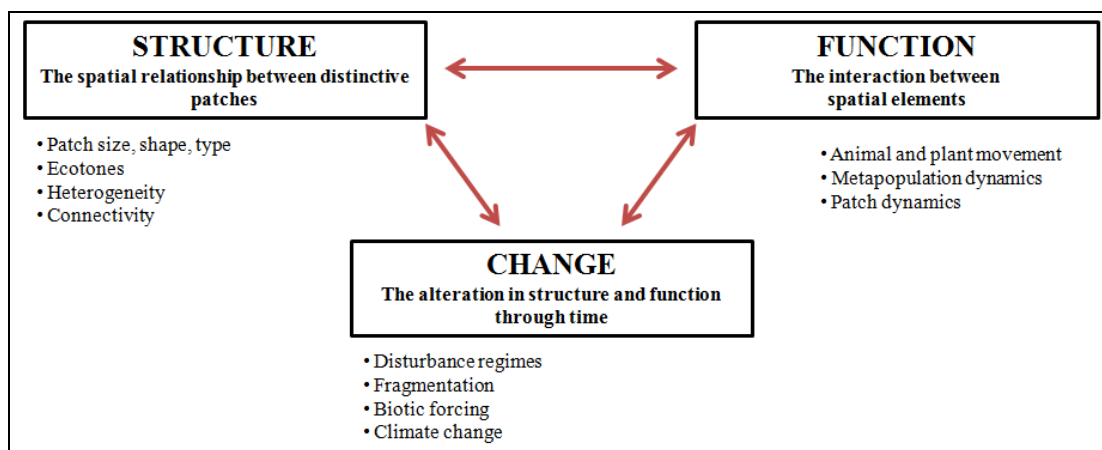 STRUCTURE
The spatial relationship between distinctive
patches
• Patch size, shape, type
• Ecotones
• Heterogeneity
• Connectivity
FUNCTION
The interaction between
spatial elements
• Animal and plant movement
• Metapopulation dynamics
• Patch dynamics
CHANGE
The alteration in structure and function
through time
• Disturbance regimes
• Fragmentation
• Biotic forcing
• Climate change